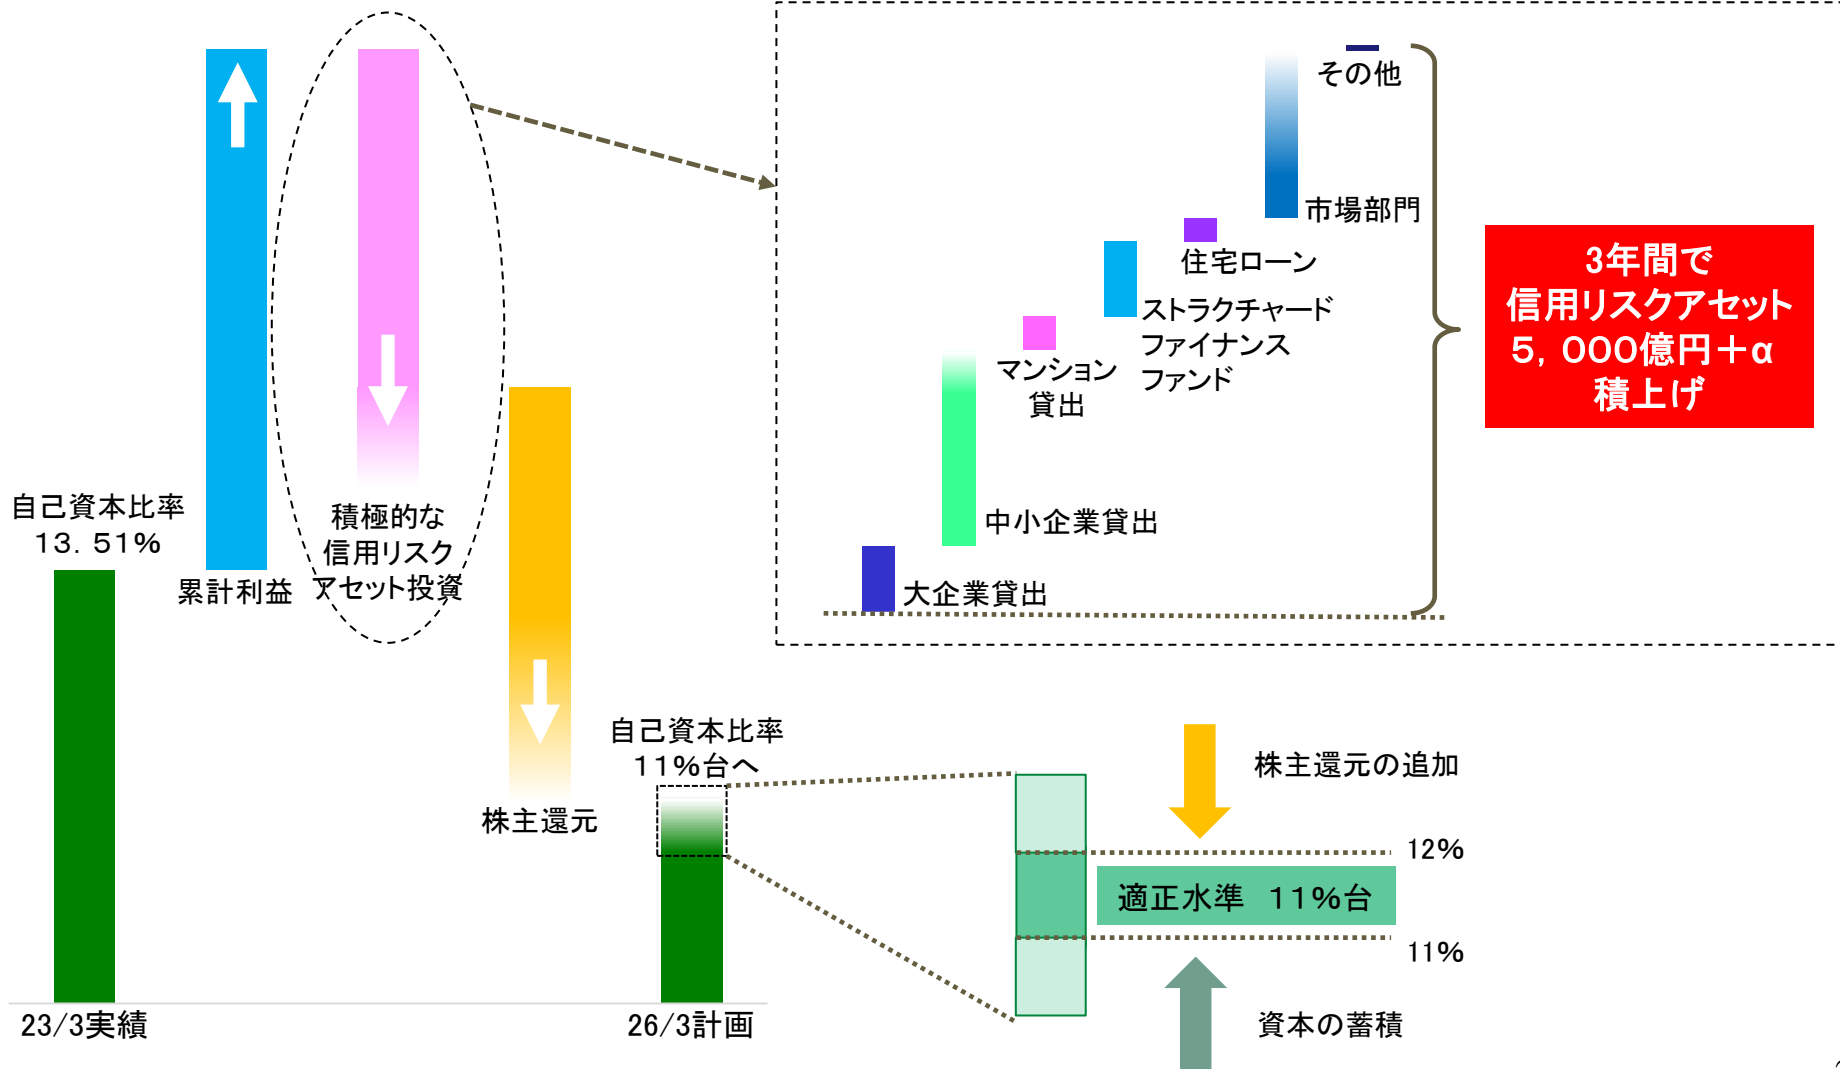 自己資本比率
13.51%
23/3実績
累計利益
積極的な
信用リスク
アセット投資
株主還元
自己資本比率
11%台へ
26/3計画
その他
市場部門
住宅ローン
ストラクチャード
ファイナンス
ファンド
マンション
貸出
中小企業貸出
大企業貸出
3年間で
信用リスクアセット
5,000億円+α
積上げ
株主還元の追加
12%
適正水準　11%台
11%
資本の蓄積